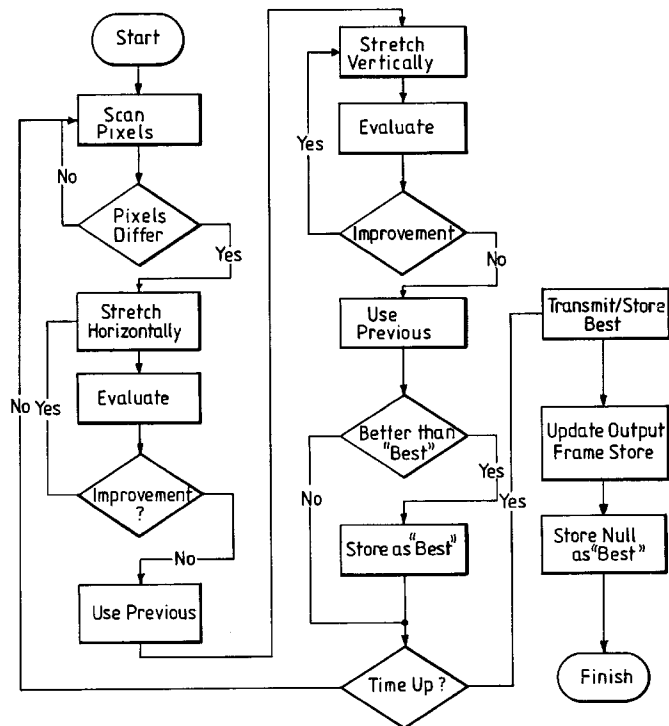 Start
Scan
Pixels
No
Pixels
Differ
Yes
Stretch
Horizontally
No
Yes
Evaluate
Improvement
?
No
Use Previous
Stretch
Vertically
Evaluate
Yes
Improvement
No
Use
Previous
Better than
"Best"
Yes
No
Yes
Store as "Best"
Time Up ?
Transmit/Store
Best
Update Output
Frame Store
Store Null
as "Best"
Finish